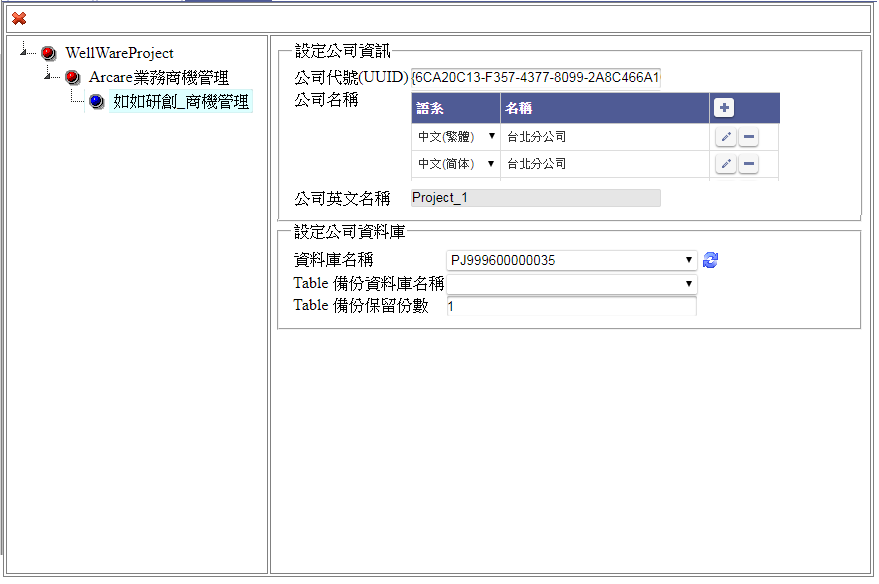 WellWareProject
Arcare業務商機管理
如如研創_商機管理
設定公司資訊
公司代號(UUID) {6CA20C13-F357-4377-8099-2A8C466A1
公司名稱
語系 名稱
中文(繁體) 台北分公司
中文(简体) 台北分公司
公司英文名稱 Project_1
設定公司資料庫
資料庫名稱 PJ999600000035
Table 備份資料庫名稱
Table 備份保留份數 1